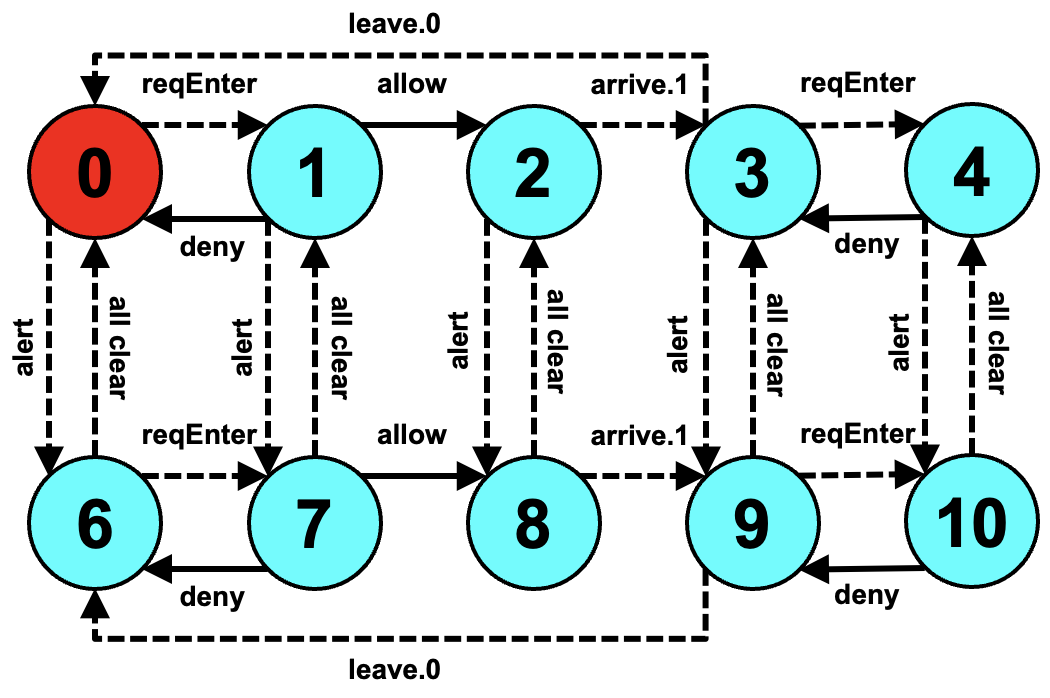 leave.0
reqEnter
allow
arrive.1
reqEnter
0
1
2
3
4
deny
deny
alert
all clear
alert
all clear
alert
all clear
alert
all clear
alert
all clear
reqEnter
allow
arrive.1
reqEnter
6
7
8
9
10
deny
deny
leave.0